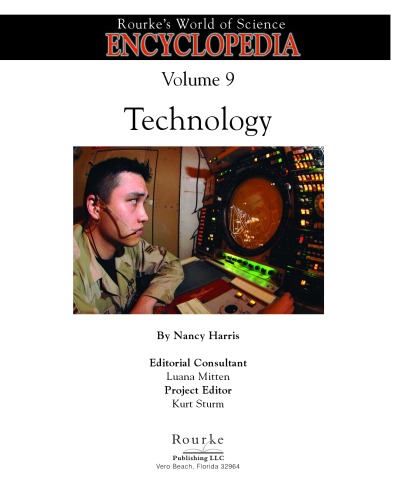 Rourke's World of Science
ENCYCLOPEDIA
Volume 9
Technology
By Nancy Harris
Editorial Consultant
Luana Mitten
Project Editor
Kurt Sturm
Rourke
Publishing LLC
Vero Beach, Florida 32964